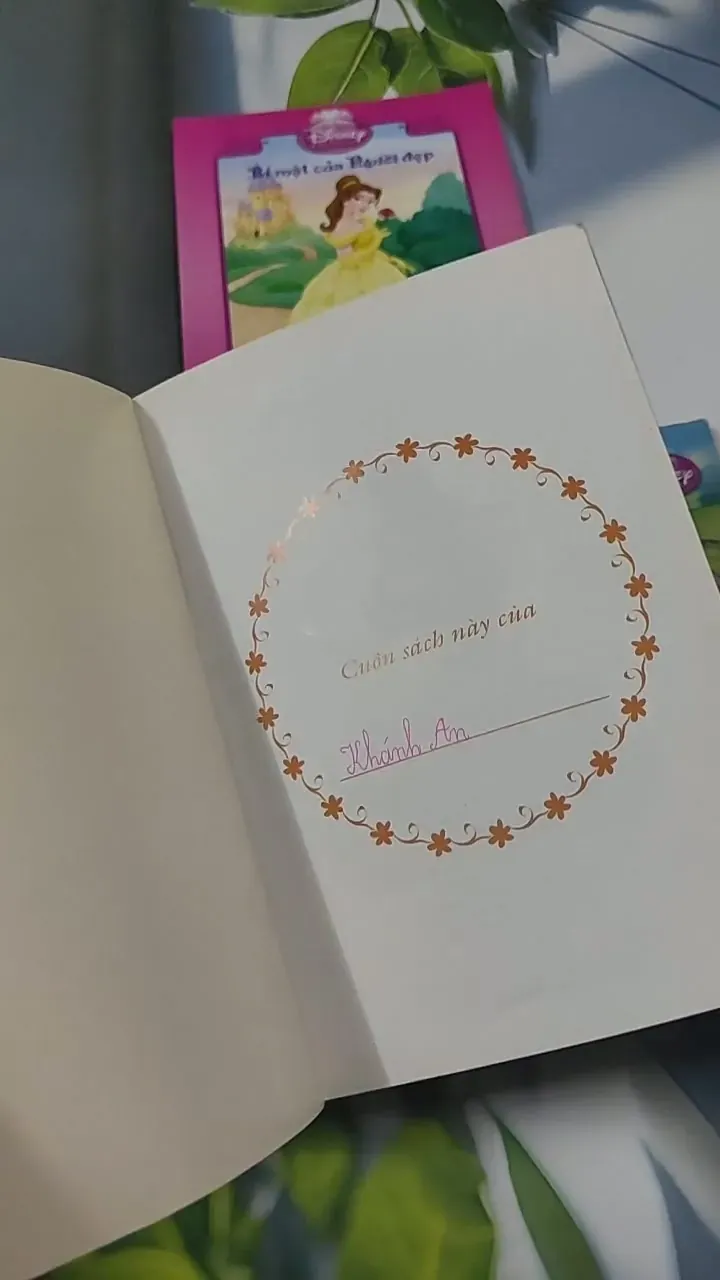 Disney
Bí mật của Người đẹp
Cuốn sách này của
Khánh An